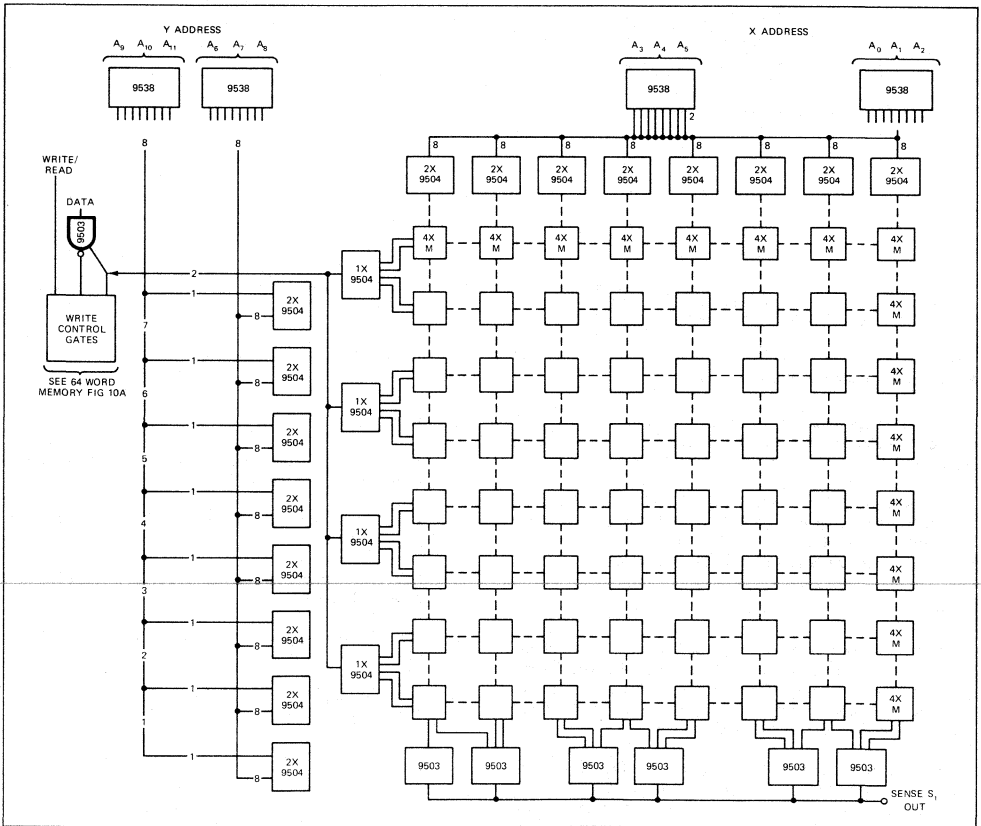 Y ADDRESS
X ADDRESS
A9 A10 A11
A6 A7 A8
A3 A4 A5
A0 A1 A2
9538
9538
9538
9538
2
8
8
8
8
8
8
8
8
8
8
WRITE/
READ
DATA
9503
2X
9504
2X
9504
2X
9504
2X
9504
2X
9504
2X
9504
2X
9504
2X
9504
4X
M
4X
M
4X
M
4X
M
4X
M
4X
M
4X
M
4X
M
1X
9504
2
WRITE
CONTROL
GATES
SEE 64 WORD
MEMORY FIG 10A
1
8
2X
9504
4X
M
7
1
8
2X
9504
1X
9504
4X
M
6
1
8
2X
9504
4X
M
5
1
8
2X
9504
1X
9504
4X
M
4
1
8
2X
9504
4X
M
3
1
8
2X
9504
1X
9504
4X
M
2
1
8
2X
9504
4X
M
1
1
8
2X
9504
9503
9503
9503
9503
9503
9503
SENSE S1
OUT